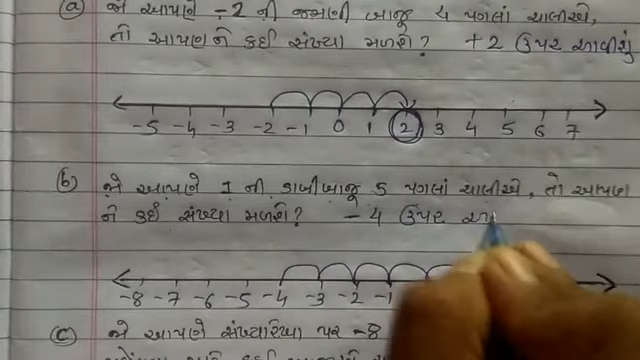 (a) જો આપણે -2 ની જમણી બાજુ 4 પગલાં ચાલીએ,
તો આપણને કઈ સંખ્યા મળશે? +2 ઉપર આવીશું
-5 -4 -3 -2 -1 0 1 2 3 4 5 6 7
(b) જો આપણે 1 ની ડાબીબાજુ 5 પગલાં ચાલીએ, તો આપણ
ને કઈ સંખ્યા મળશે? -4 ઉપર આ
-8 -7 -6 -5 -4 -3 -2 -1
(c) જો આપણે સંખ્યારેખા પર -8